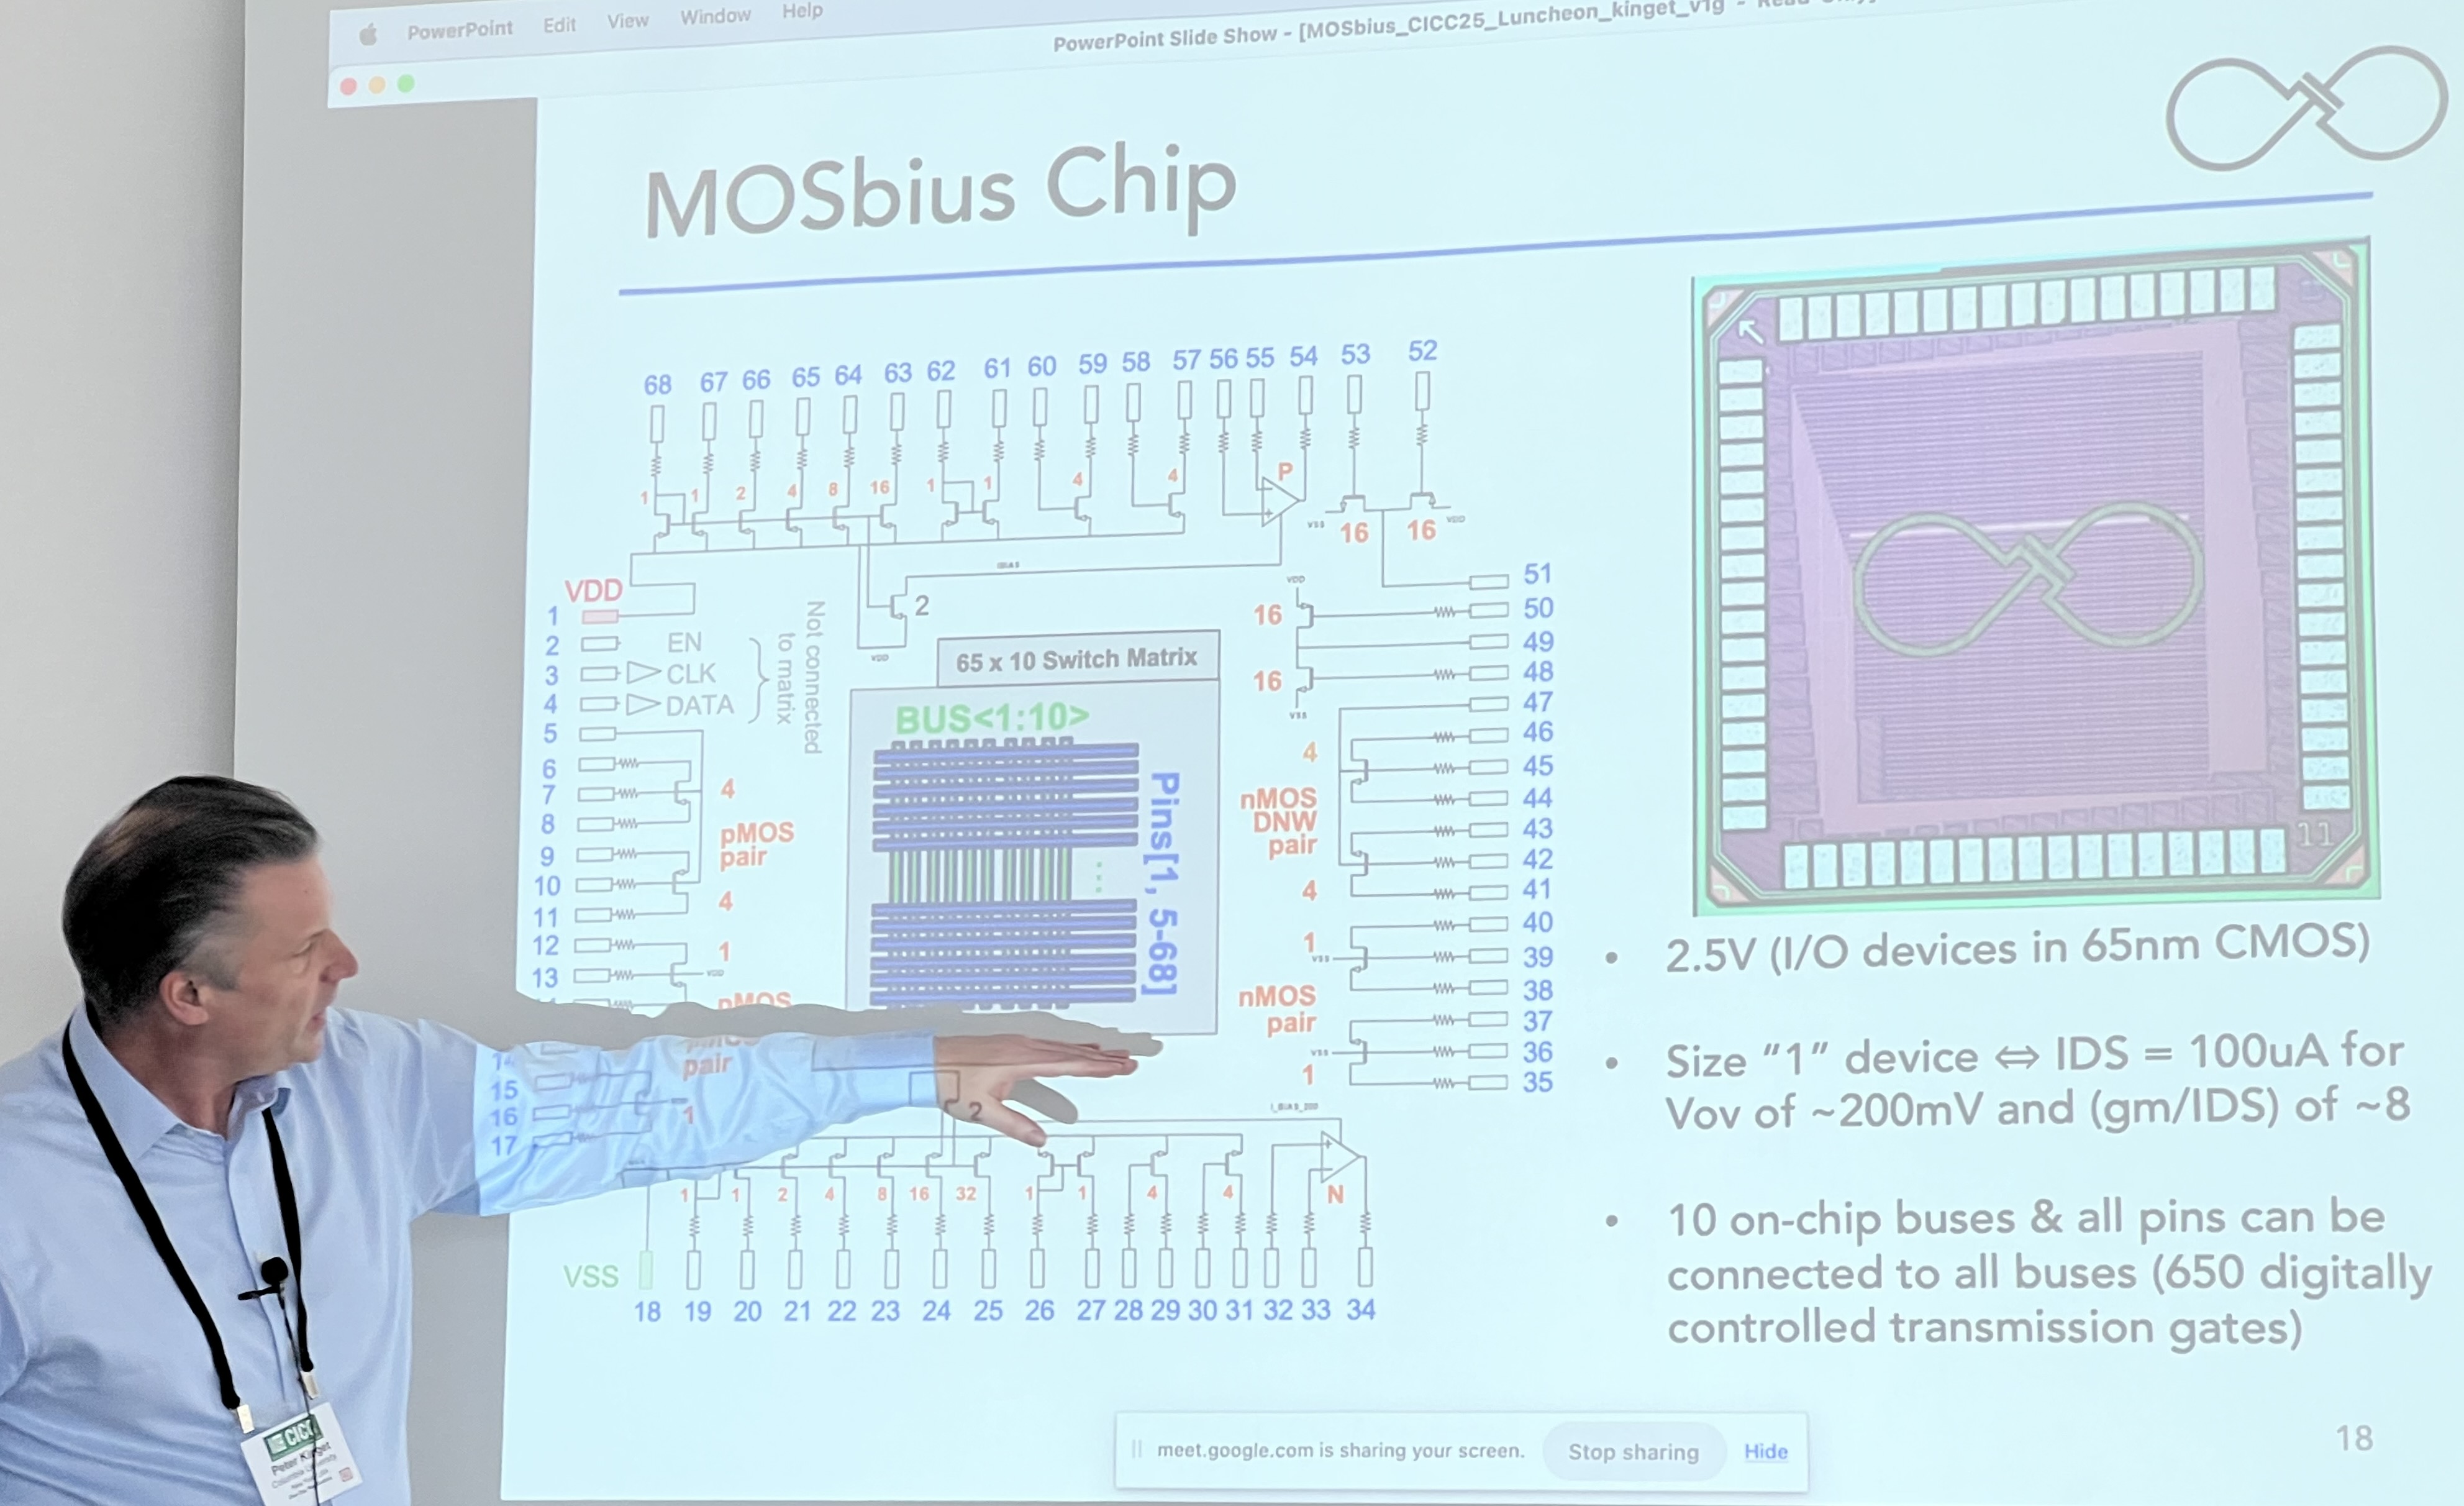 PowerPoint Edit View Window Help
PowerPoint Slide Show - [MOSbius_CICC25_Luncheon_kinget_v1g -
MOSbius Chip
68 67 66 65 64 63 62 61 60 59 58 57 56 55 54 53 52
1 1 2 4 8 16 1 1 4 4 P
VSS 16 16 VDD
IBIAS
VDD
1
2 EN
3 CLK
4 DATA
Not connected
to matrix
5
6
7
8
9
10
11
12
13
4
pMOS
pair
4
1
VDD
14
15
16
17
pair
1
2
VDD
65 x 10 Switch Matrix
BUS<1:10>
Pins[1, 5-68]
VDD
16
16
VSS
4
nMOS
DNW
pair
4
1
VSS
nMOS
pair
VSS
1
51
50
49
48
47
46
45
44
43
42
41
40
39
38
37
36
35
2
1 1 2 4 8 16 32 1 1 4 4 N
VSS
18 19 20 21 22 23 24 25 26 27 28 29 30 31 32 33 34
11
• 2.5V (I/O devices in 65nm CMOS)
• Size "1" device ⇔ IDS = 100uA for
Vov of ~200mV and (gm/IDS) of ~8
• 10 on-chip buses & all pins can be
connected to all buses (650 digitally
controlled transmission gates)
meet.google.com is sharing your screen. Stop sharing Hide
18
CICC
Peter Kinget
Columbia University